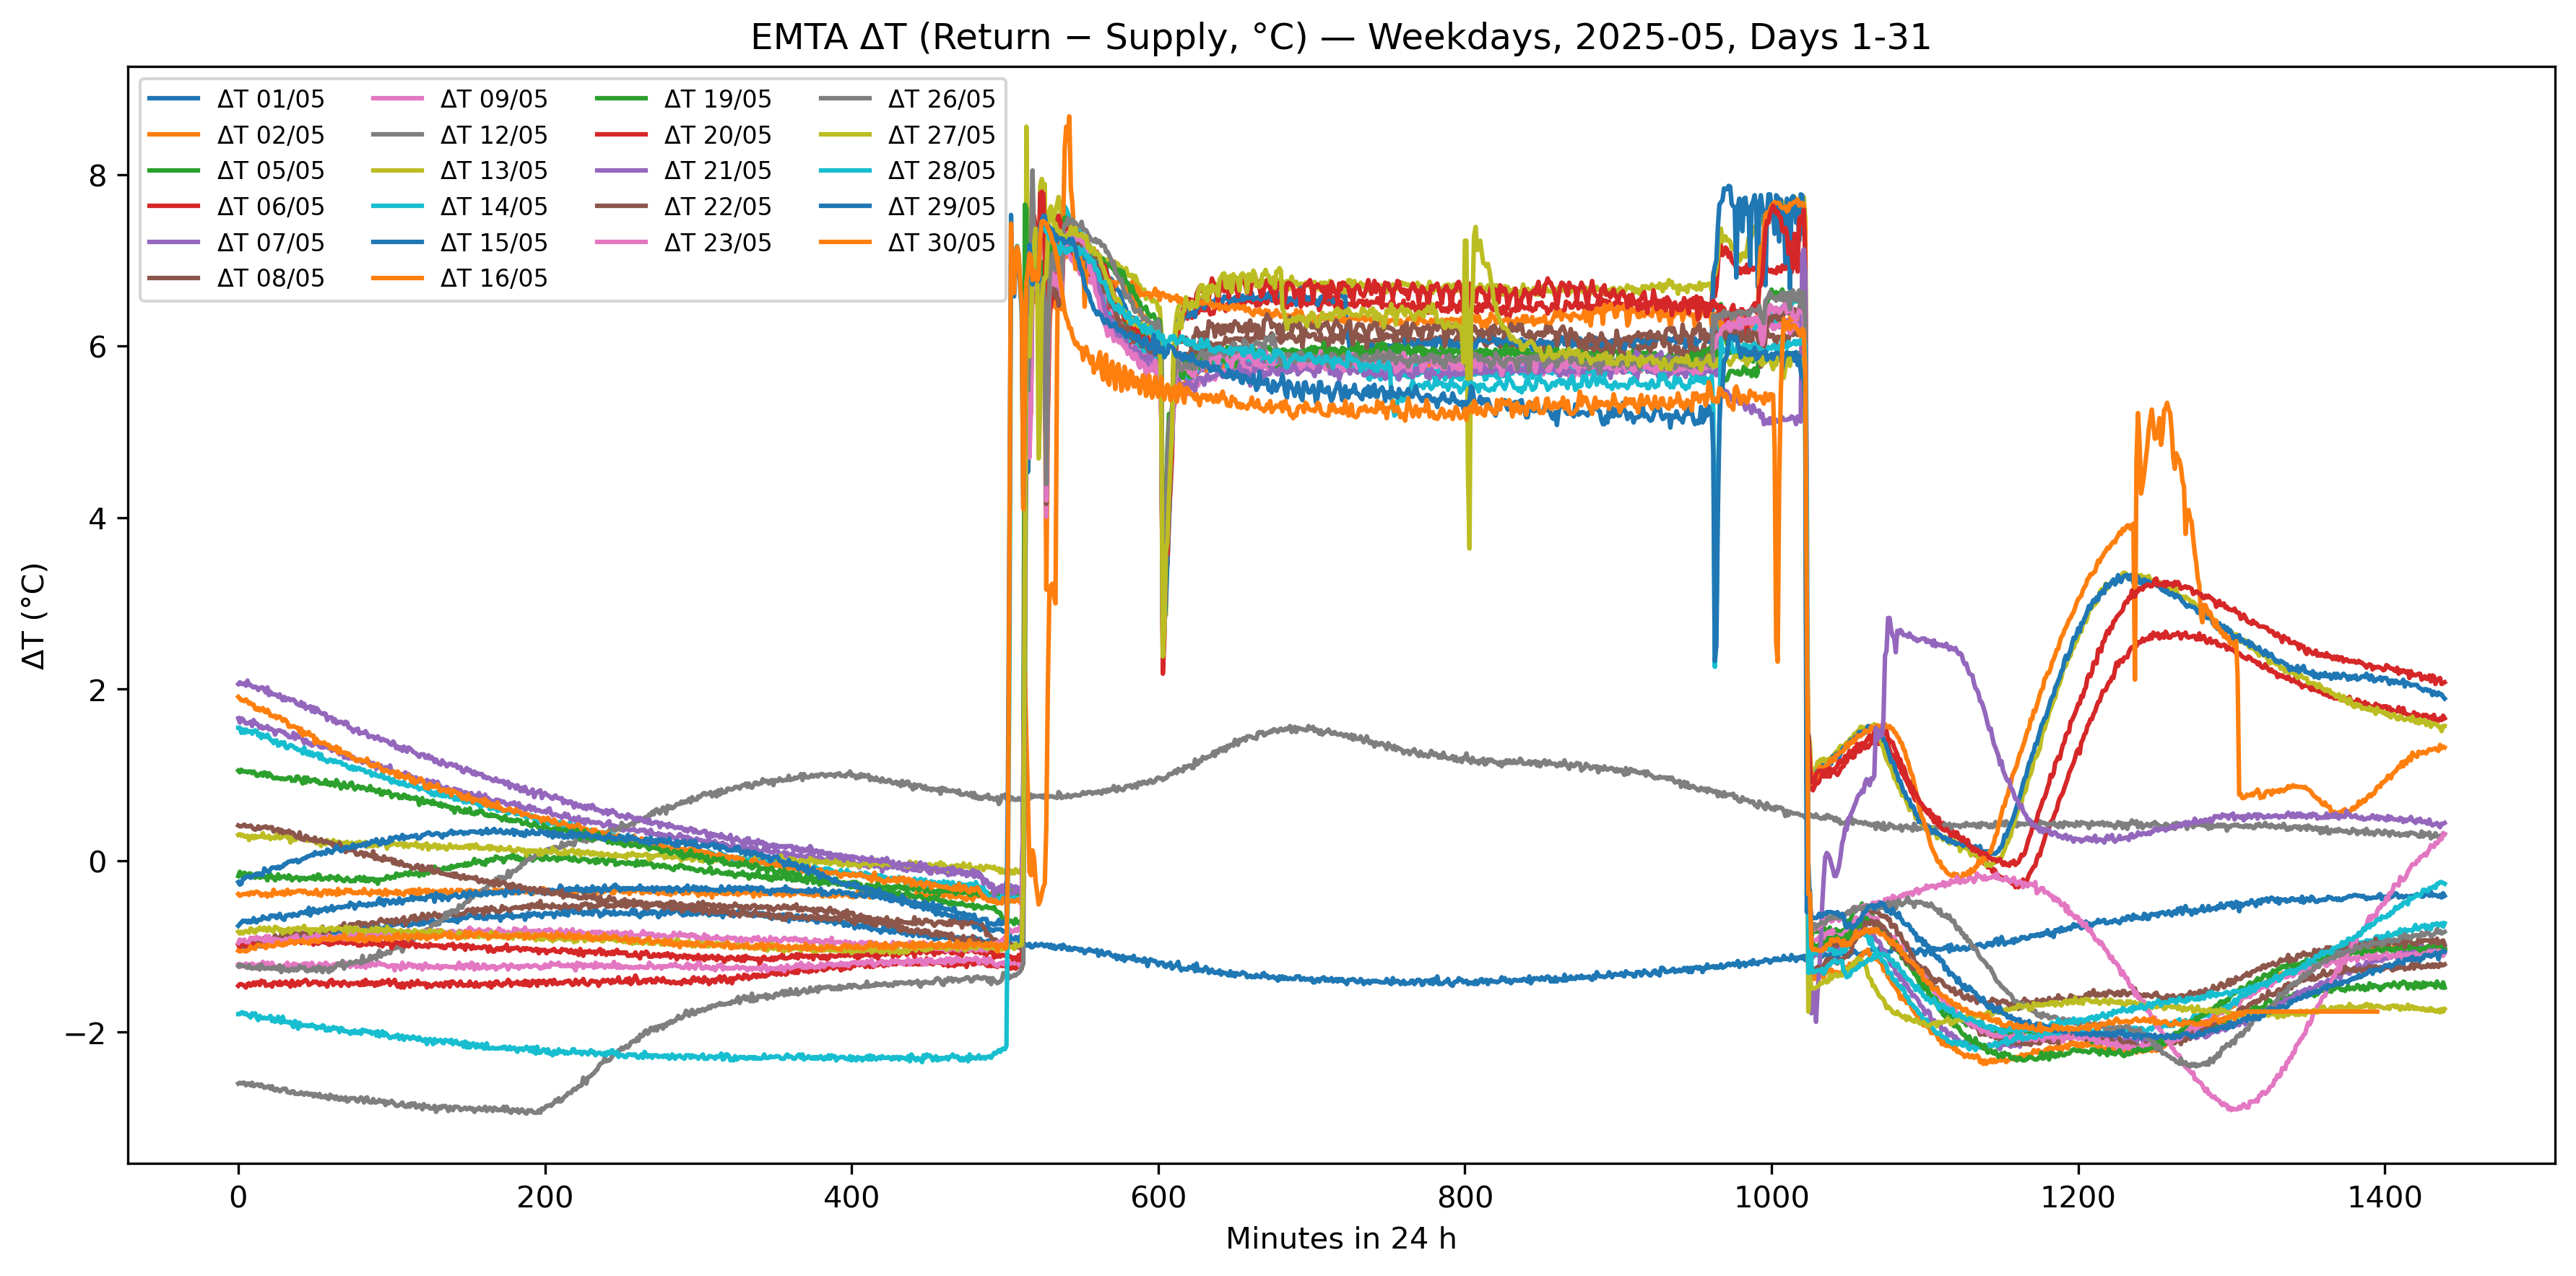 EMTA ΔT (Return − Supply, °C) — Weekdays, 2025-05, Days 1-31
ΔT 01/05
ΔT 02/05
ΔT 05/05
ΔT 06/05
ΔT 07/05
ΔT 08/05
ΔT 09/05
ΔT 12/05
ΔT 13/05
ΔT 14/05
ΔT 15/05
ΔT 16/05
ΔT 19/05
ΔT 20/05
ΔT 21/05
ΔT 22/05
ΔT 23/05
ΔT 26/05
ΔT 27/05
ΔT 28/05
ΔT 29/05
ΔT 30/05
ΔT (°C)
8
6
4
2
0
−2
0 200 400 600 800 1000 1200 1400
Minutes in 24 h